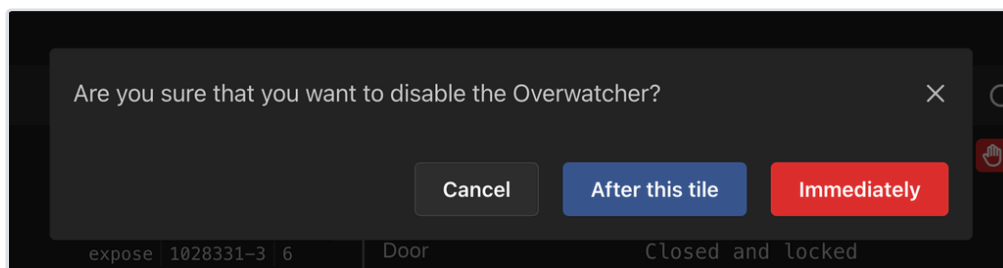 Are you sure that you want to disable the Overwatcher?
Cancel After this tile Immediately
expose 1028331-3 6 Door Closed and locked